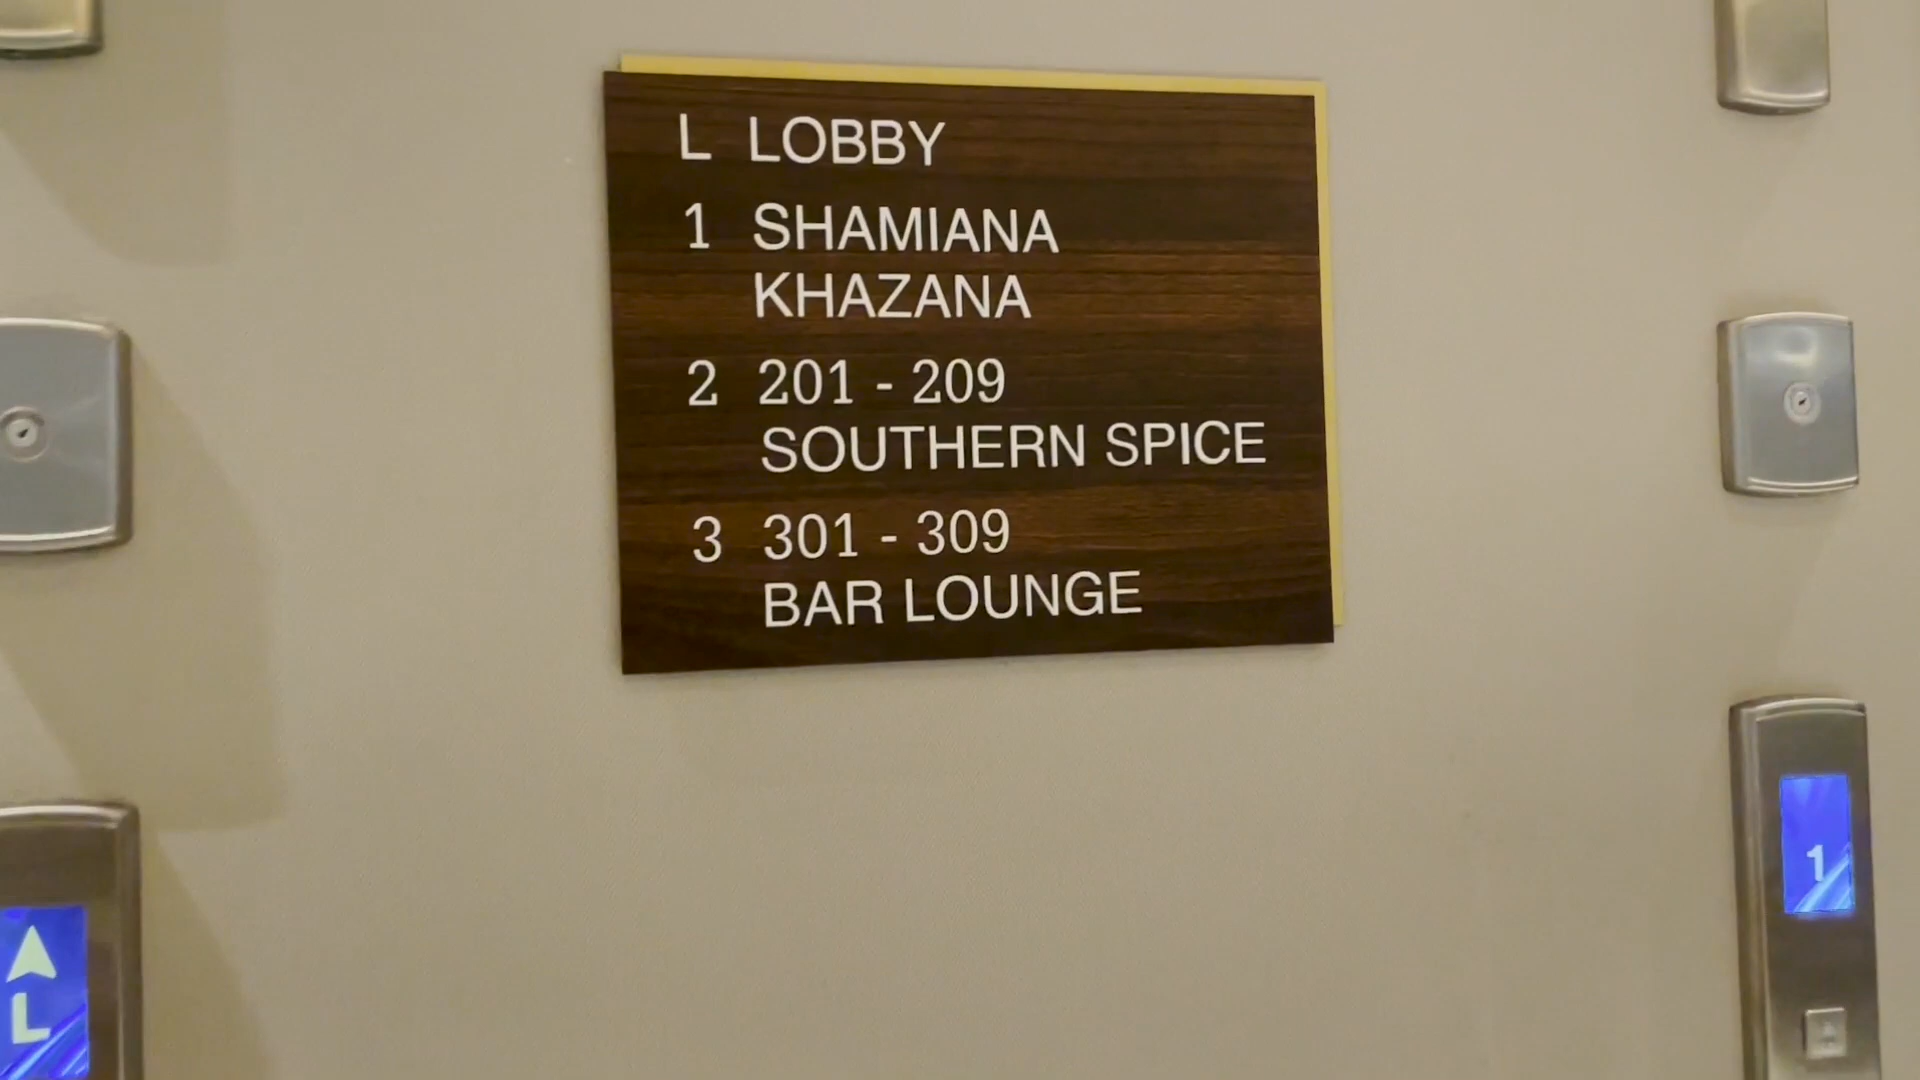 L LOBBY
1 SHAMIANA
KHAZANA
2 201 - 209
SOUTHERN SPICE
3 301 - 309
BAR LOUNGE
L
1